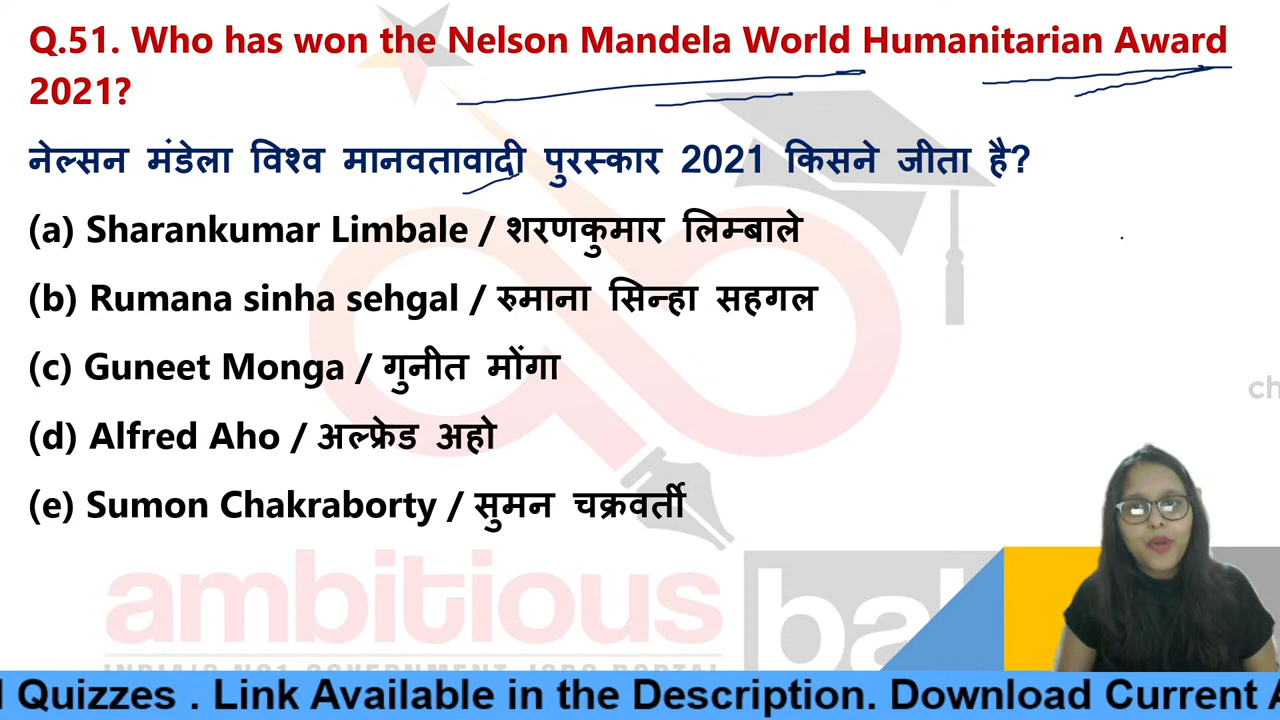 Q.51. Who has won the Nelson Mandela World Humanitarian Award
2021?
नेल्सन मंडेला विश्व मानवतावादी पुरस्कार 2021 किसने जीता है?
(a) Sharankumar Limbale / शरणकुमार लिम्बाले
(b) Rumana sinha sehgal / रुमाना सिन्हा सहगल
(c) Guneet Monga / गुनीत मोंगा
ch
(d) Alfred Aho / अल्फ्रेड अहो
(e) Sumon Chakraborty / सुमन चक्रवर्ती
ambitious ba
Quizzes . Link Available in the Description. Download Current A